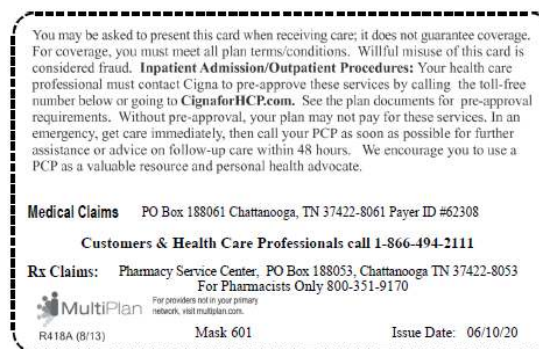 You may be asked to present this card when receiving care; it does not guarantee coverage.
For coverage, you must meet all plan terms/conditions. Willful misuse of this card is
considered fraud. Inpatient Admission/Outpatient Procedures: Your health care
professional must contact Cigna to pre-approve these services by calling the toll-free
number below or going to CignaforHCP.com. See the plan documents for pre-approval
requirements. Without pre-approval, your plan may not pay for these services. In an
emergency, get care immediately, then call your PCP as soon as possible for further
assistance or advice on follow-up care within 48 hours. We encourage you to use a
PCP as a valuable resource and personal health advocate.
Medical Claims PO Box 188061 Chattanooga, TN 37422-8061 Payer ID #62308
Customers & Health Care Professionals call 1-866-494-2111
Rx Claims: Pharmacy Service Center, PO Box 188053, Chattanooga TN 37422-8053
For Pharmacists Only 800-351-9170
MultiPlan For providers not in your primary
network, visit multiplan.com.
R418A (8/13) Mask 601 Issue Date: 06/10/20